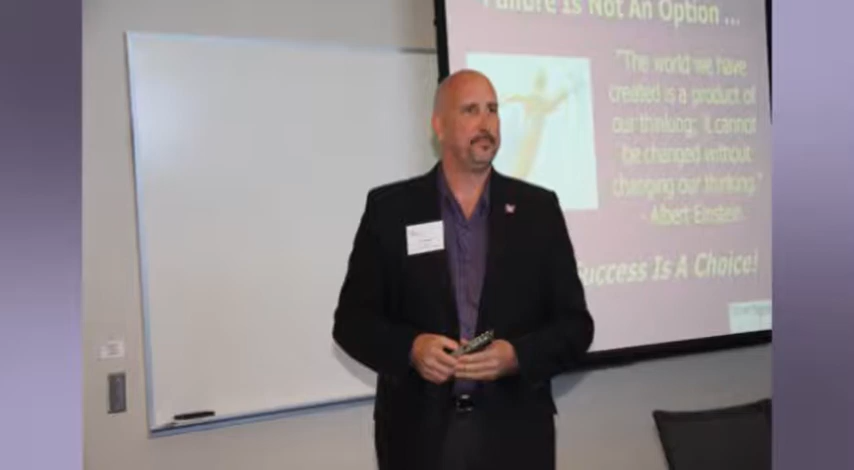 Failure Is Not An Option ...
"The world we have
created is a product of
our thinking; it cannot
be changed without
changing our thinking."
- Albert Einstein
Success Is A Choice!